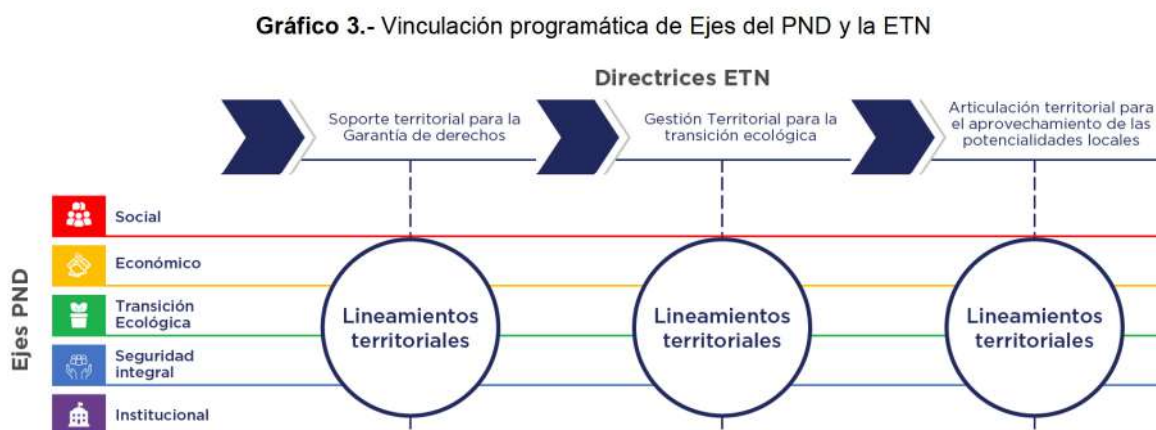 Gráfico 3.- Vinculación programática de Ejes del PND y la ETN
Directrices ETN
Soporte territorial para la
Garantía de derechos
Gestión Territorial para la
transición ecológica
Articulación territorial para
el aprovechamiento de las
potencialidades locales
Ejes PND
Social
Económico
Transición
Ecológica
Seguridad
integral
Institucional
Lineamientos
territoriales
Lineamientos
territoriales
Lineamientos
territoriales